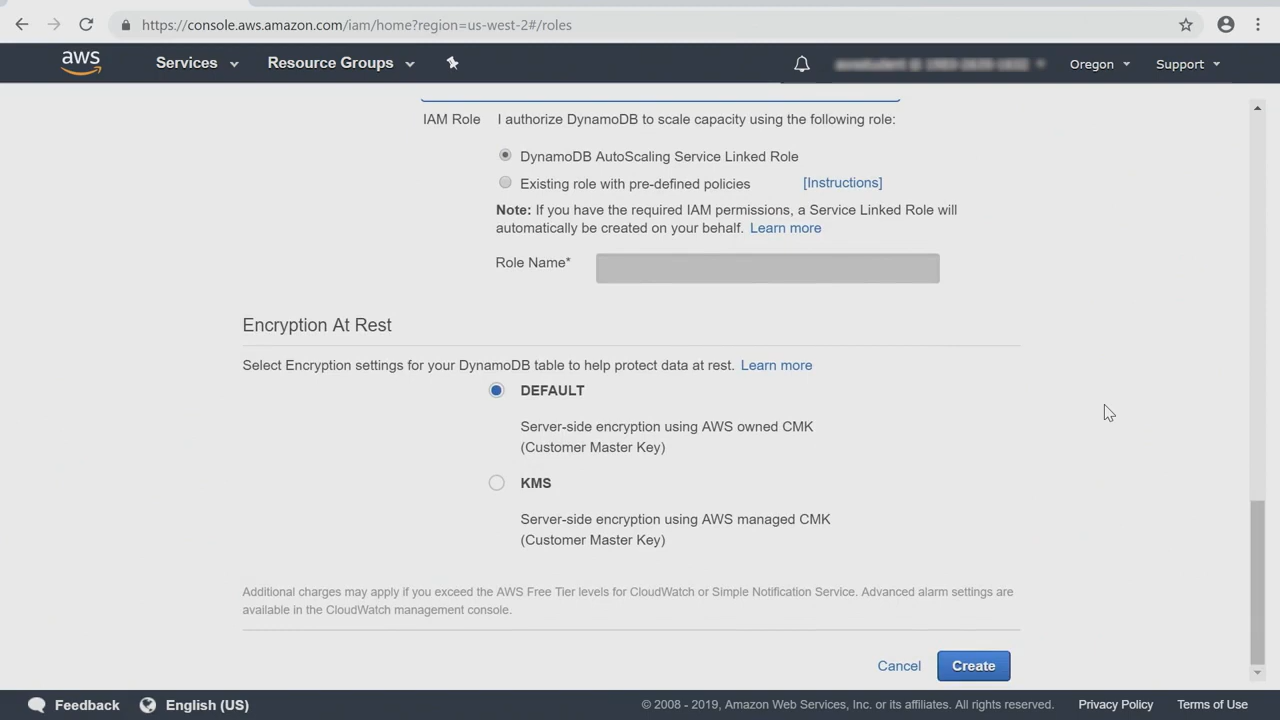 https://console.aws.amazon.com/iam/home?region=us-west-2#/roles
aws Services Resource Groups Oregon Support
IAM Role I authorize DynamoDB to scale capacity using the following role:
DynamoDB AutoScaling Service Linked Role
Existing role with pre-defined policies [Instructions]
Note: If you have the required IAM permissions, a Service Linked Role will
automatically be created on your behalf. Learn more
Role Name*
Encryption At Rest
Select Encryption settings for your DynamoDB table to help protect data at rest. Learn more
DEFAULT
Server-side encryption using AWS owned CMK
(Customer Master Key)
KMS
Server-side encryption using AWS managed CMK
(Customer Master Key)
Additional charges may apply if you exceed the AWS Free Tier levels for CloudWatch or Simple Notification Service. Advanced alarm settings are
available in the CloudWatch management console.
Cancel Create
Feedback English (US) © 2008 - 2019, Amazon Web Services, Inc. or its affiliates. All rights reserved. Privacy Policy Terms of Use